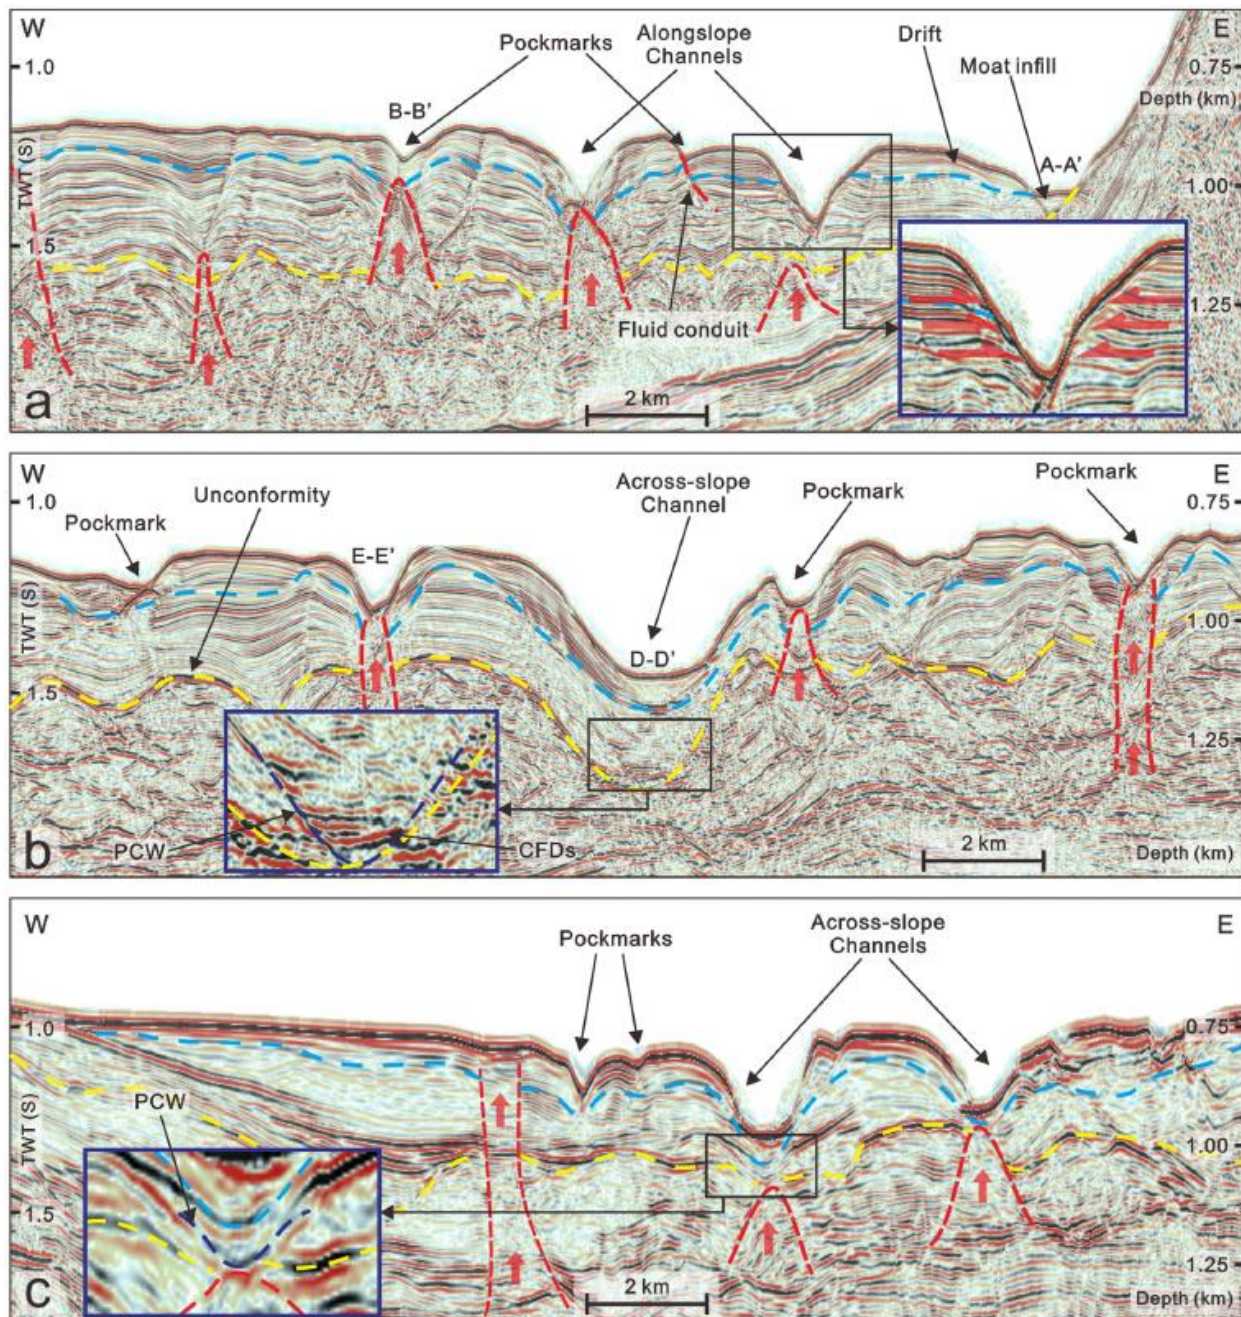 W
E
Pockmarks
Alongslope
Channels
Drift
Moat infill
1.0
0.75
Depth (km)
B-B'
A-A'
TWT (S)
1.00
1.5
1.25
Fluid conduit
2 km
a
W
E
Unconformity
Across-slope
Channel
Pockmark
Pockmark
Pockmark
1.0
0.75
E-E'
TWT (S)
1.00
D-D'
1.5
1.25
PCW
CFDs
2 km
Depth (km)
b
W
E
Pockmarks
Across-slope
Channels
1.0
0.75
PCW
TWT (S)
1.00
1.5
1.25
2 km
Depth (km)
c